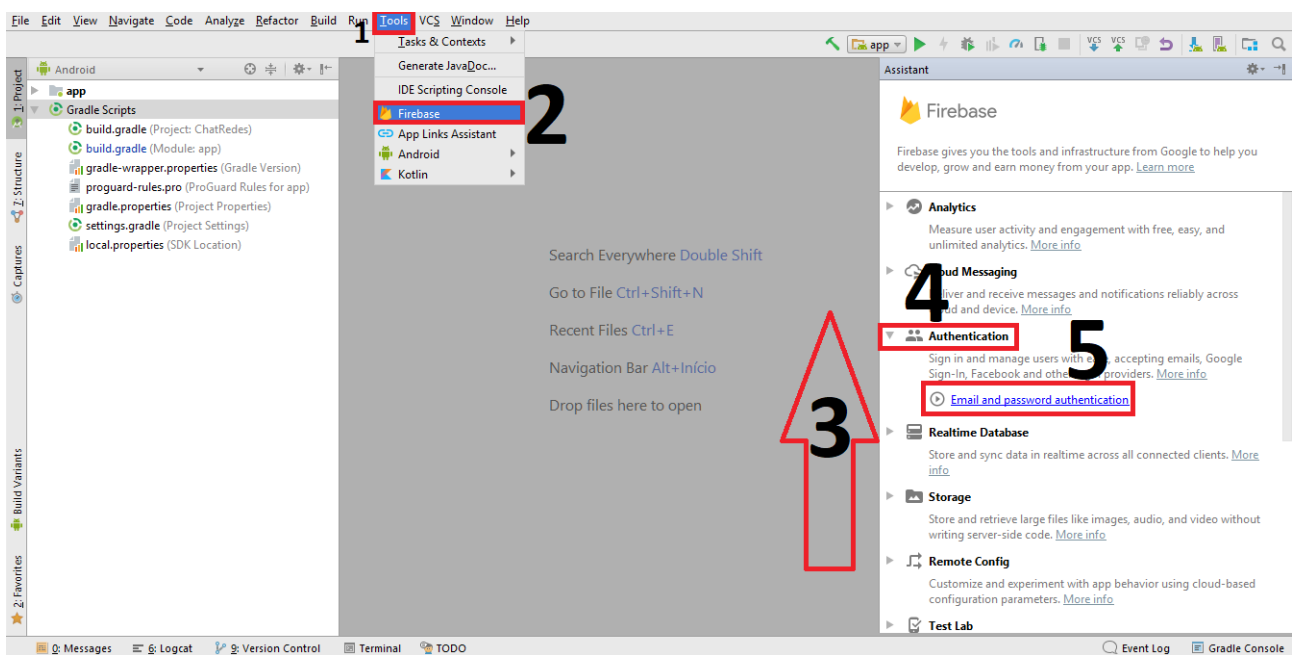 File Edit View Navigate Code Analyze Refactor Build Run Tools VCS Window Help
1
app
VCS VCS
Tasks & Contexts
Generate JavaDoc...
IDE Scripting Console
Firebase
App Links Assistant
Android
Kotlin
2
1: Project
7: Structure
Captures
Build Variants
2: Favorites
Android
app
Gradle Scripts
build.gradle (Project: ChatRedes)
build.gradle (Module: app)
gradle-wrapper.properties (Gradle Version)
proguard-rules.pro (ProGuard Rules for app)
gradle.properties (Project Properties)
settings.gradle (Project Settings)
local.properties (SDK Location)
Search Everywhere Double Shift
Go to File Ctrl+Shift+N
Recent Files Ctrl+E
Navigation Bar Alt+Início
Drop files here to open
3
Assistant
Firebase
Firebase gives you the tools and infrastructure from Google to help you
develop, grow and earn money from your app. Learn more
Analytics
Measure user activity and engagement with free, easy, and
unlimited analytics. More info
Messaging
4
and receive messages and notifications reliably across
and device. More info
Authentication
5
Sign in and manage users with accepting emails, Google
Sign-In, Facebook and providers. More info
Email and password authentication
Realtime Database
Store and sync data in realtime across all connected clients. More
info
Storage
Store and retrieve large files like images, audio, and video without
writing server-side code. More info
Remote Config
Customize and experiment with app behavior using cloud-based
configuration parameters. More info
Test Lab
0: Messages 6: Logcat 9: Version Control Terminal TODO Event Log Gradle Console